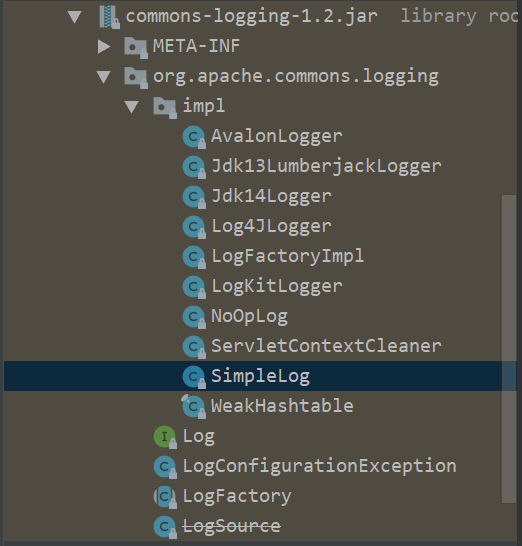 commons-logging-1.2.jar library roo
META-INF
org.apache.commons.logging
impl
AvalonLogger
Jdk13LumberjackLogger
Jdk14Logger
Log4JLogger
LogFactoryImpl
LogKitLogger
NoOpLog
ServletContextCleaner
SimpleLog
WeakHashtable
Log
LogConfigurationException
LogFactory
LogSource